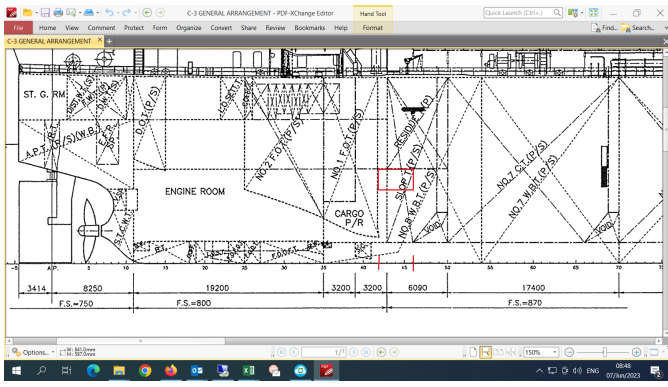 C-3 GENERAL ARRANGEMENT - PDF-XChange Editor
Hand Tool
Quick Launch (Ctrl+.)
File Home View Comment Protect Form Organize Convert Share Review Bookmarks Help Format Find... Search...
C-3 GENERAL ARRANGEMENT
ST. G. RM.
A.P.T.(P/S)(W.B.)
D.O.T.(P/S)
NO.2 F.O.T.(P/S)
NO.1 F.O.T.(P/S)
SLOP T.(P/S)
NO.8 W.B.T.(P/S)
NO.7 C.T.(P/S)
NO.7 W.B.T.(P/S)
ENGINE ROOM
CARGO
P/R
S.T.C.W.T.
VOID
VOID
-5 A.P. 5 10 15 20 25 30 35 40 45 50 55 60 65 70
3414 8250 19200 3200 3200 6090 17400
F.S.=750 F.S.=800 F.S.=870
Options...
W: 841.0mm
H: 597.0mm
1/1
150%
ENG
08:48
07/Jun/2023